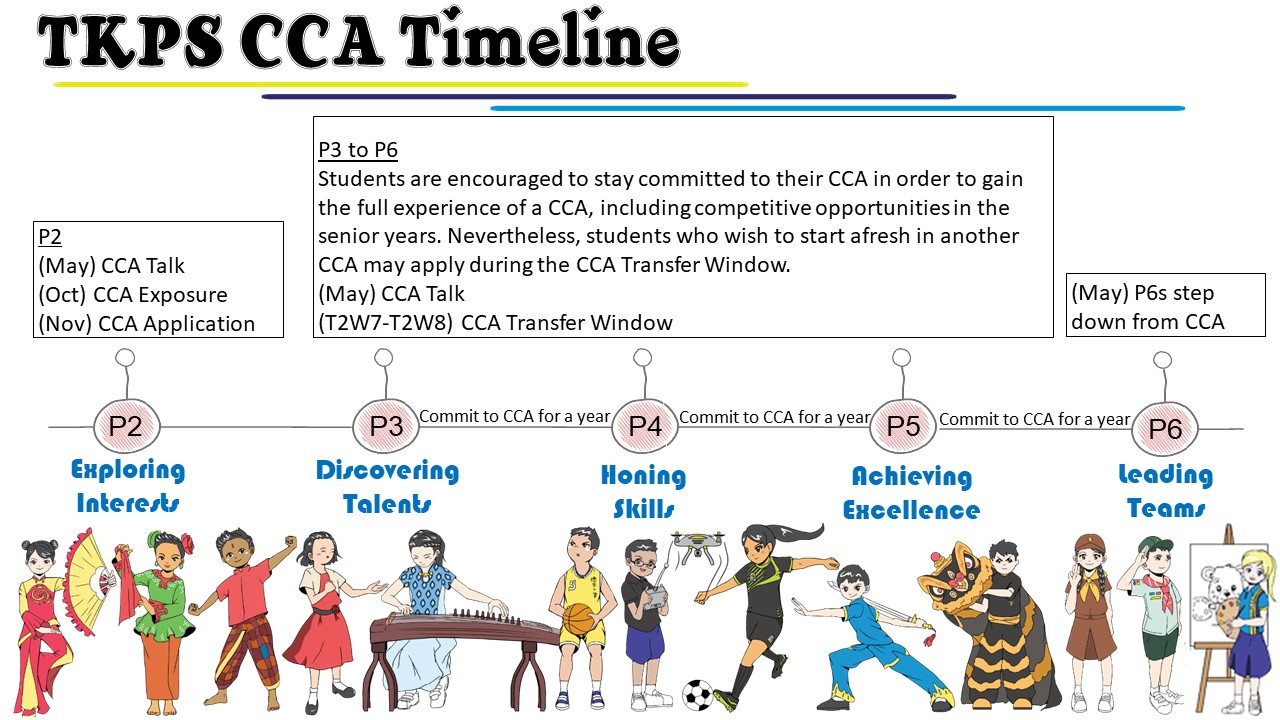 TKPS CCA Timeline
P2
(May) CCA Talk
(Oct) CCA Exposure
(Nov) CCA Application
P3 to P6
Students are encouraged to stay committed to their CCA in order to gain
the full experience of a CCA, including competitive opportunities in the
senior years. Nevertheless, students who wish to start afresh in another
CCA may apply during the CCA Transfer Window.
(May) CCA Talk
(T2W7-T2W8) CCA Transfer Window
(May) P6s step
down from CCA
P2
P3
Commit to CCA for a year
P4
Commit to CCA for a year
P5
Commit to CCA for a year
P6
Exploring
Interests
Discovering
Talents
Honing
Skills
Achieving
Excellence
Leading
Teams